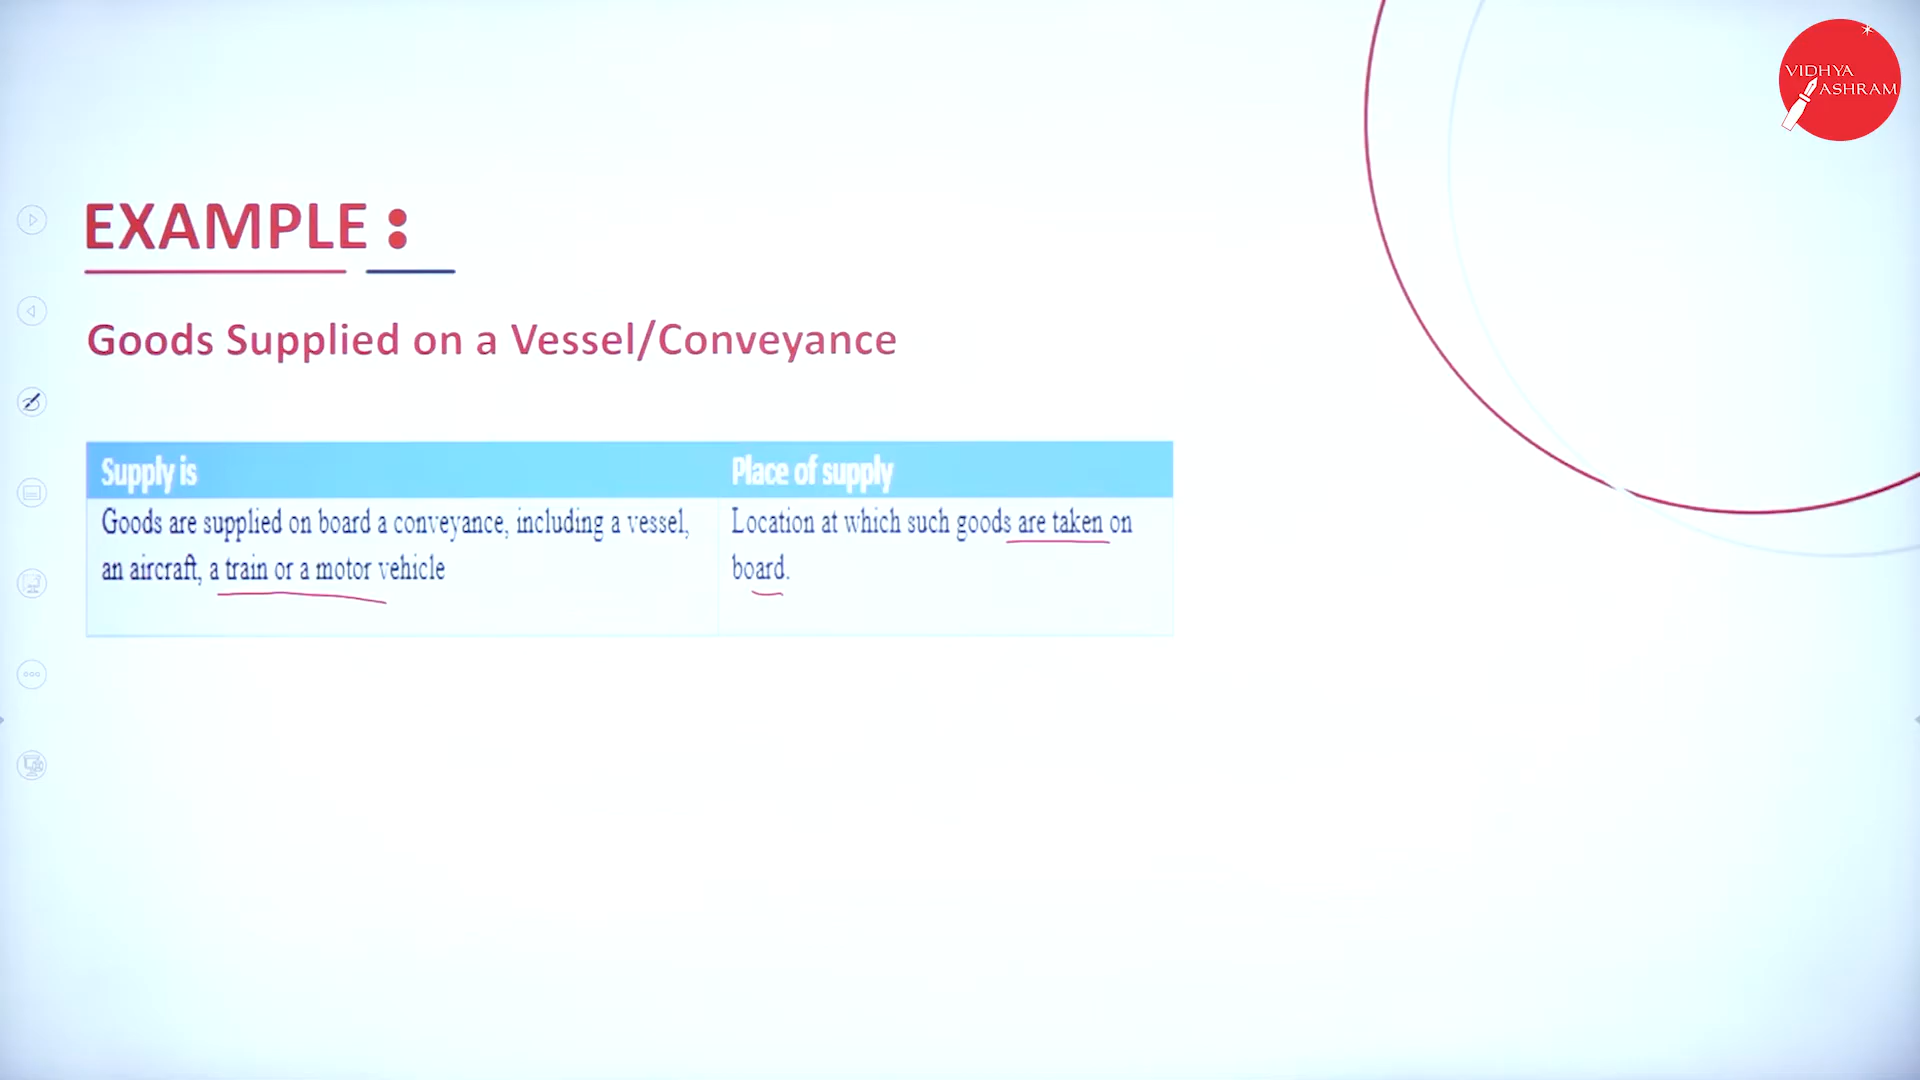 VIDHYA
ASHRAM
EXAMPLE :
Goods Supplied on a Vessel/Conveyance
Supply is
Place of supply
Goods are supplied on board a conveyance, including a vessel,
an aircraft, a train or a motor vehicle
Location at which such goods are taken on
board.